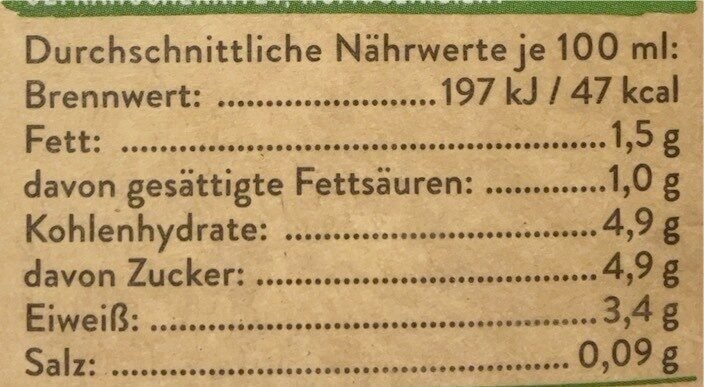 Durchschnittliche Nährwerte je 100 ml:
Brennwert: ........................ 197 kJ / 47 kcal
Fett: ..................................................... 1,5 g
davon gesättigte Fettsäuren: ............. 1,0 g
Kohlenhydrate: .................................. 4,9 g
davon Zucker: ..................................... 4,9 g
Eiweiß: ................................................ 3,4 g
Salz: .................................................. 0,09 g